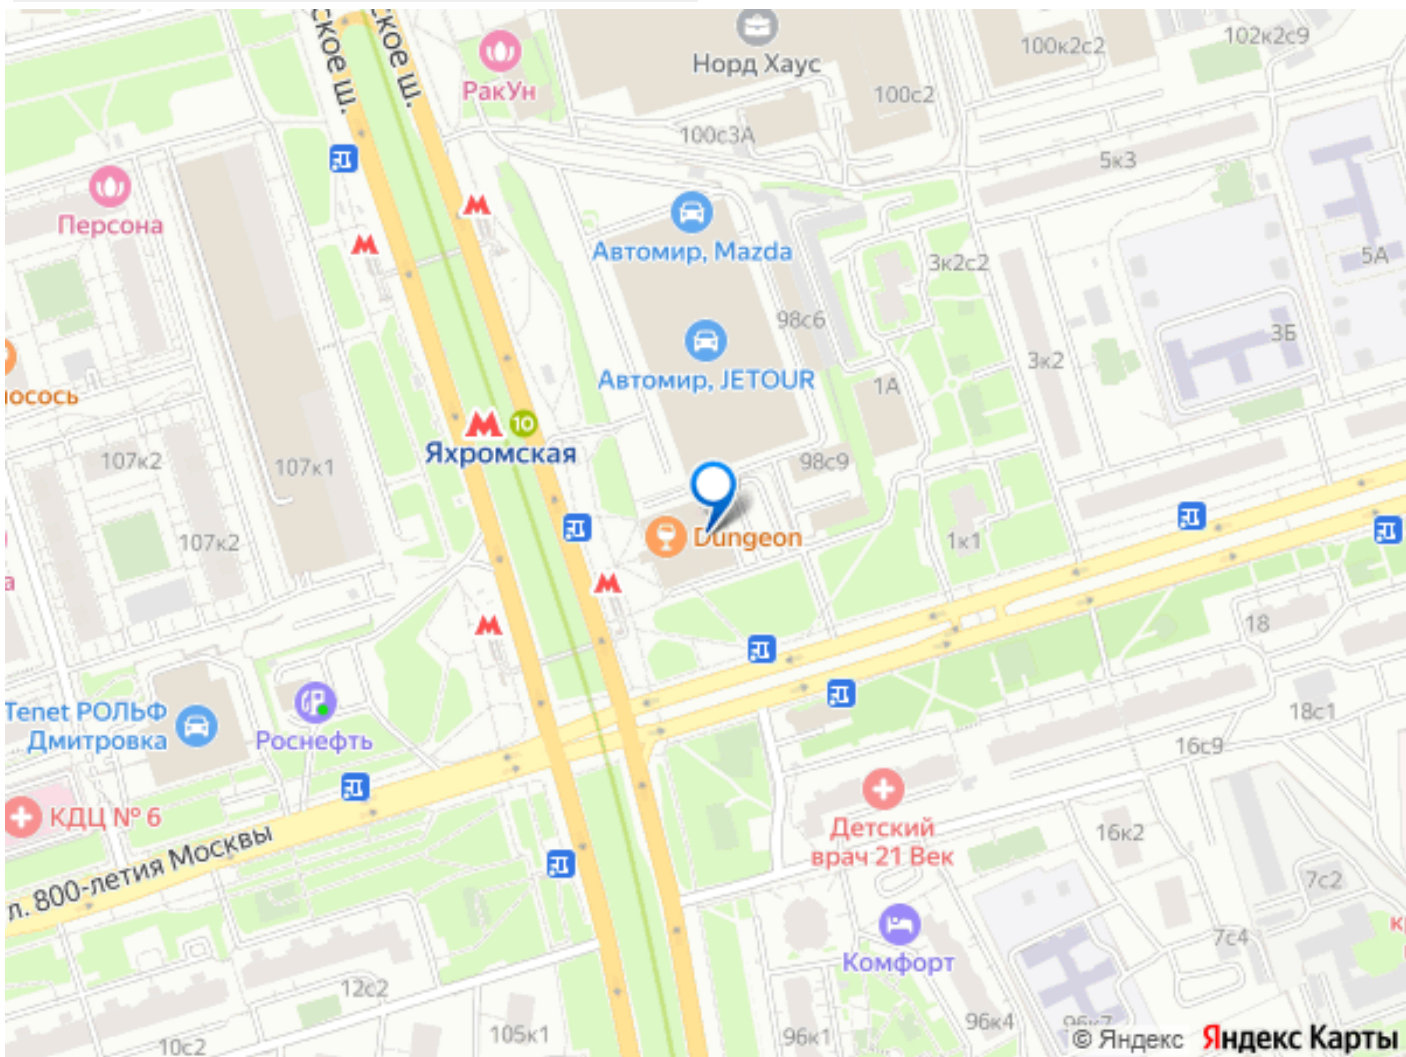 ское ш.
ское ш.
РакУн
Норд Хаус
100к2с2
102к2с9
100с2
100с3А
5к3
Персона
Автомир, Mazda
3к2с2
5А
98с6
3Б
Автомир, JETOUR
1А
3к2
лосось
Яхромская
10
107к2
107к1
98с9
107к2
Dungeon
1к1
а
18
Tenet РОЛЬФ
Дмитровка
Роснефть
18с1
16с9
КДЦ № 6
Детский
врач 21 Век
16к2
л. 800-летия Москвы
7с2
7с4
Комфорт
12с2
10с2
105к1
96к1
96к4
96к7
© Яндекс
Яндекс Карты